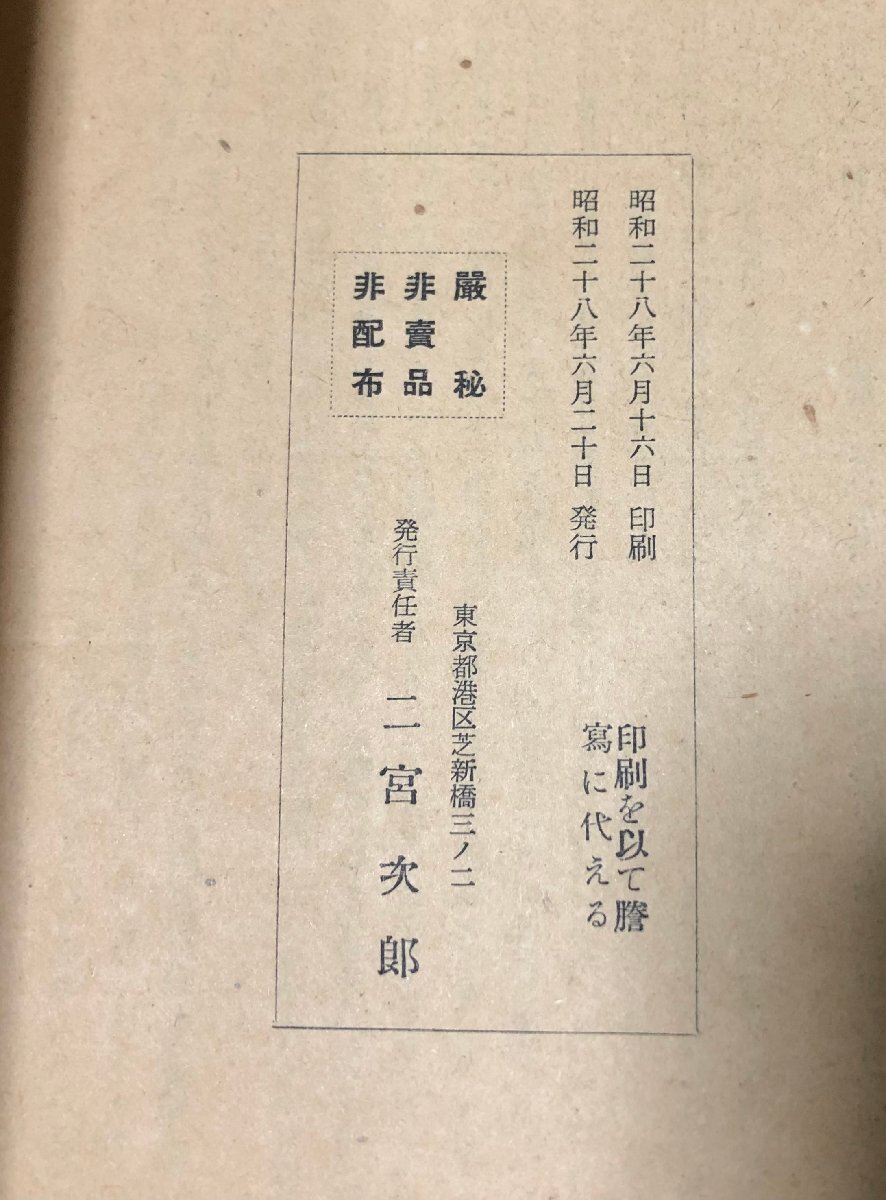 昭和二十八年六月十六日 印刷
昭和二十八年六月二十日 発行
印刷を以て謄
寫に代える
嚴秘
非賣品
非配布
東京都港区芝新橋三ノ二
発行責任者 二宮次郎